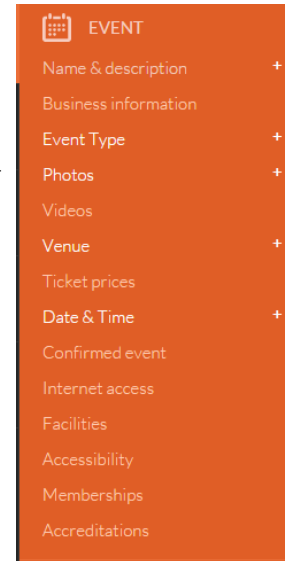 EVENT
Name & description +
Business information
Event Type +
Photos +
Videos
Venue +
Ticket prices
Date & Time +
Confirmed event
Internet access
Facilities
Accessibility
Memberships
Accreditations